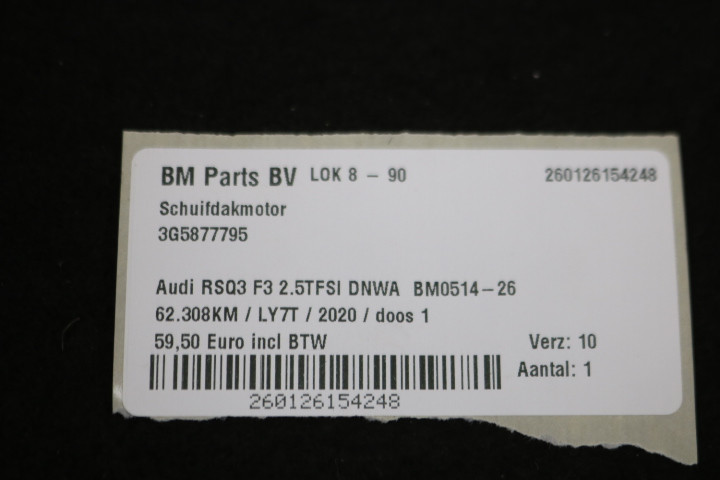 BM Parts BV LOK 8 - 90 260126154248
Schuifdakmotor
3G5877795
Audi RSQ3 F3 2.5TFSI DNWA BM0514-26
62.308KM / LY7T / 2020 / doos 1
59,50 Euro incl BTW Verz: 10
Aantal: 1
260126154248